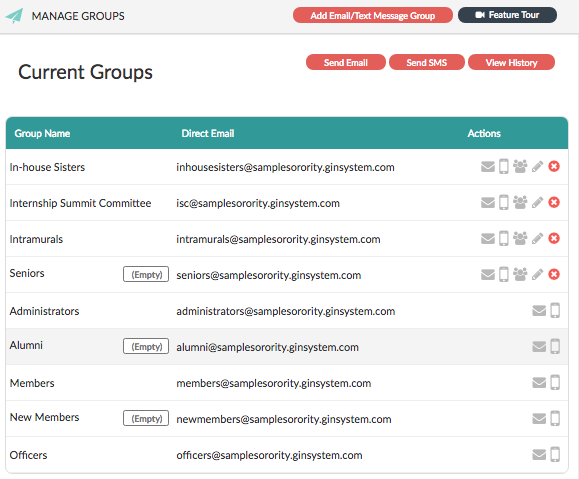 MANAGE GROUPS Add Email/Text Message Group Feature Tour
Current Groups Send Email Send SMS View History
Group Name Direct Email Actions
In-house Sisters inhousesisters@samplesorority.ginsystem.com
Internship Summit Committee isc@samplesorority.ginsystem.com
Intramurals intramurals@samplesorority.ginsystem.com
Seniors (Empty) seniors@samplesorority.ginsystem.com
Administrators administrators@samplesorority.ginsystem.com
Alumni (Empty) alumni@samplesorority.ginsystem.com
Members members@samplesorority.ginsystem.com
New Members (Empty) newmembers@samplesorority.ginsystem.com
Officers officers@samplesorority.ginsystem.com